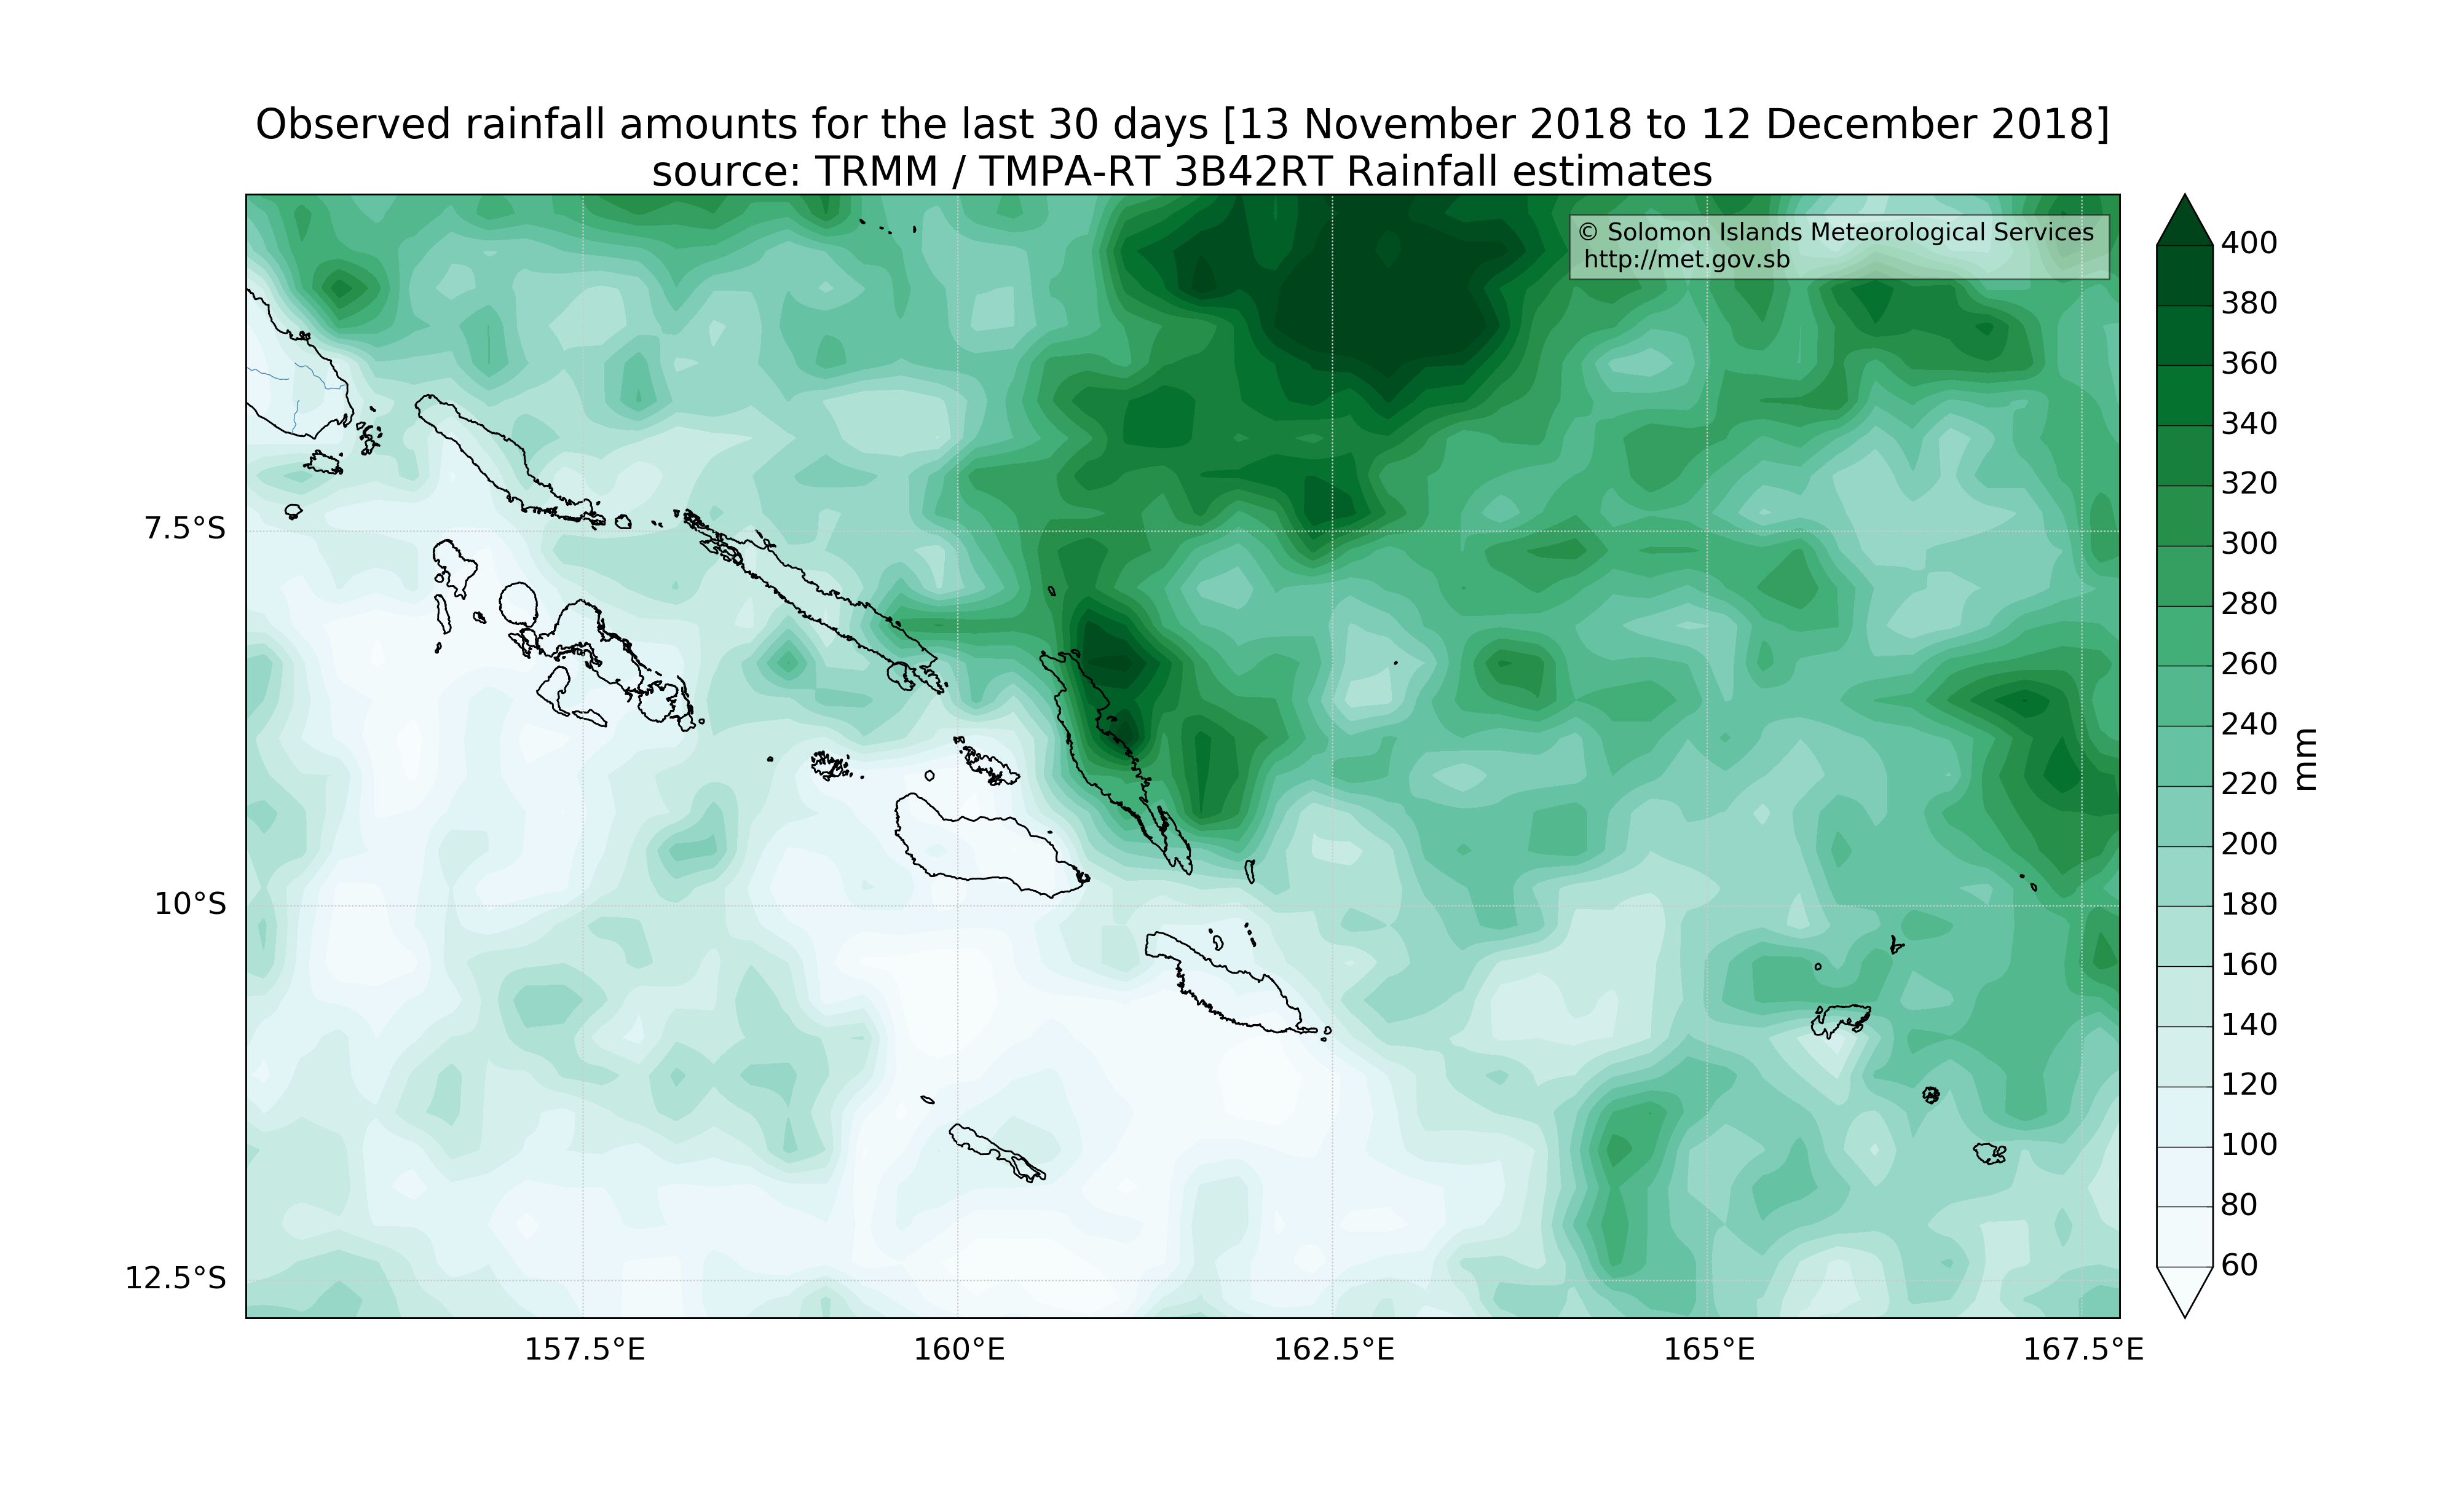 Observed rainfall amounts for the last 30 days [13 November 2018 to 12 December 2018]
source: TRMM / TMPA-RT 3B42RT Rainfall estimates
© Solomon Islands Meteorological Services
http://met.gov.sb
7.5°S
10°S
12.5°S
157.5°E
160°E
162.5°E
165°E
167.5°E
400
380
360
340
320
300
280
260
240
220
200
180
160
140
120
100
80
60
mm